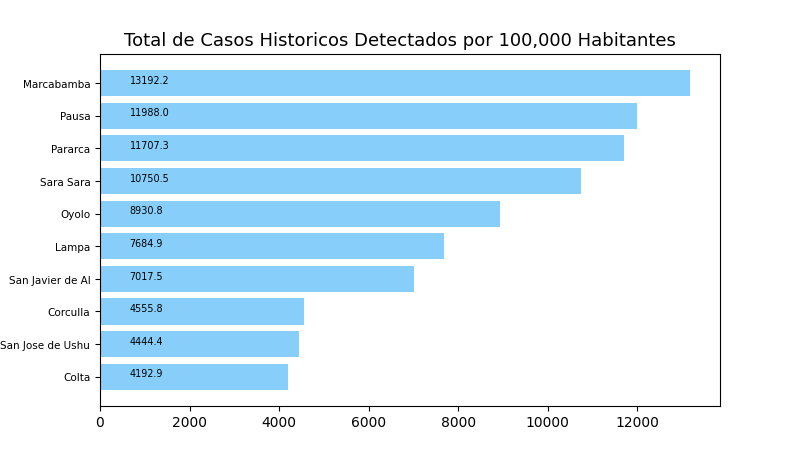 Total de Casos Historicos Detectados por 100,000 Habitantes
Marcabamba 13192.2
Pausa 11988.0
Pararca 11707.3
Sara Sara 10750.5
Oyolo 8930.8
Lampa 7684.9
San Javier de Al 7017.5
Corculla 4555.8
San Jose de Ushu 4444.4
Colta 4192.9
0 2000 4000 6000 8000 10000 12000